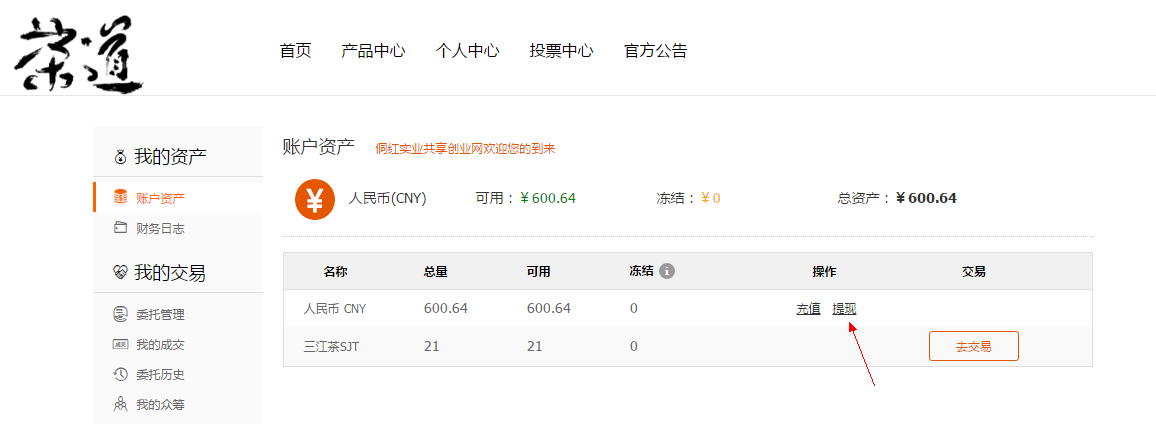 茶道
首页 产品中心 个人中心 投票中心 官方公告
我的资产
账户资产
财务日志
我的交易
委托管理
我的成交
委托历史
我的众筹
账户资产 侗红实业共享创业网欢迎您的到来
¥ 人民币(CNY) 可用：￥600.64 冻结：￥0 总资产：￥600.64
名称 总量 可用 冻结 i 操作 交易
人民币 CNY 600.64 600.64 0 充值 提现
三江茶SJT 21 21 0 去交易